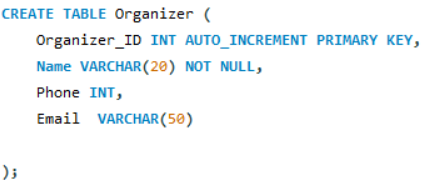 CREATE TABLE Organizer (
Organizer_ID INT AUTO_INCREMENT PRIMARY KEY,
Name VARCHAR(20) NOT NULL,
Phone INT,
Email  VARCHAR(50)
);